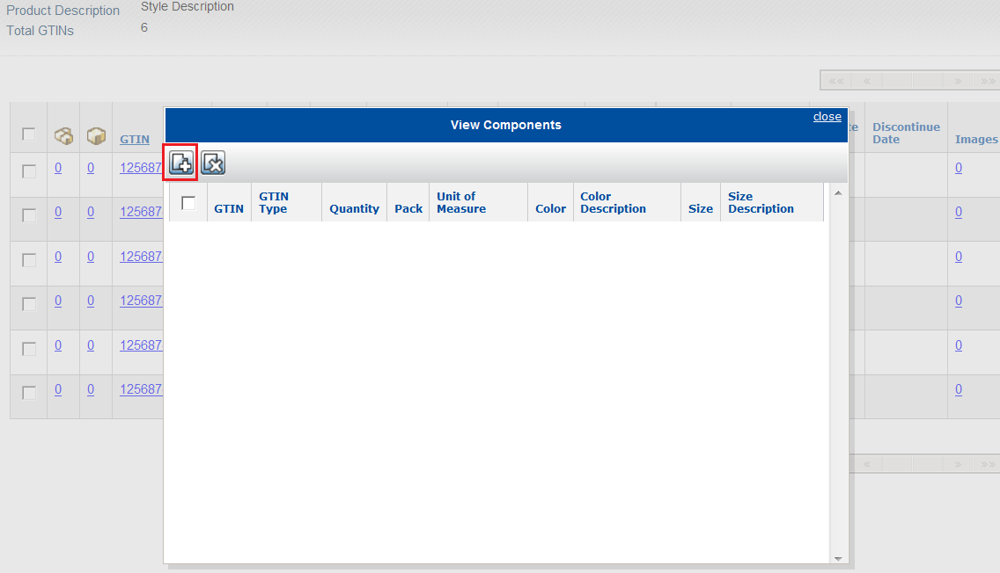 Product Description Style Description
Total GTINs 6
«« « » »»
close
View Components
GTIN
Discontinue
Date
Images
GTIN
GTIN
Type
Quantity
Pack
Unit of
Measure
Color
Color
Description
Size
Size
Description
0 0 125687 0
0 0 125687 0
0 0 125687 0
0 0 125687 0
0 0 125687 0
0 0 125687 0
« » »»